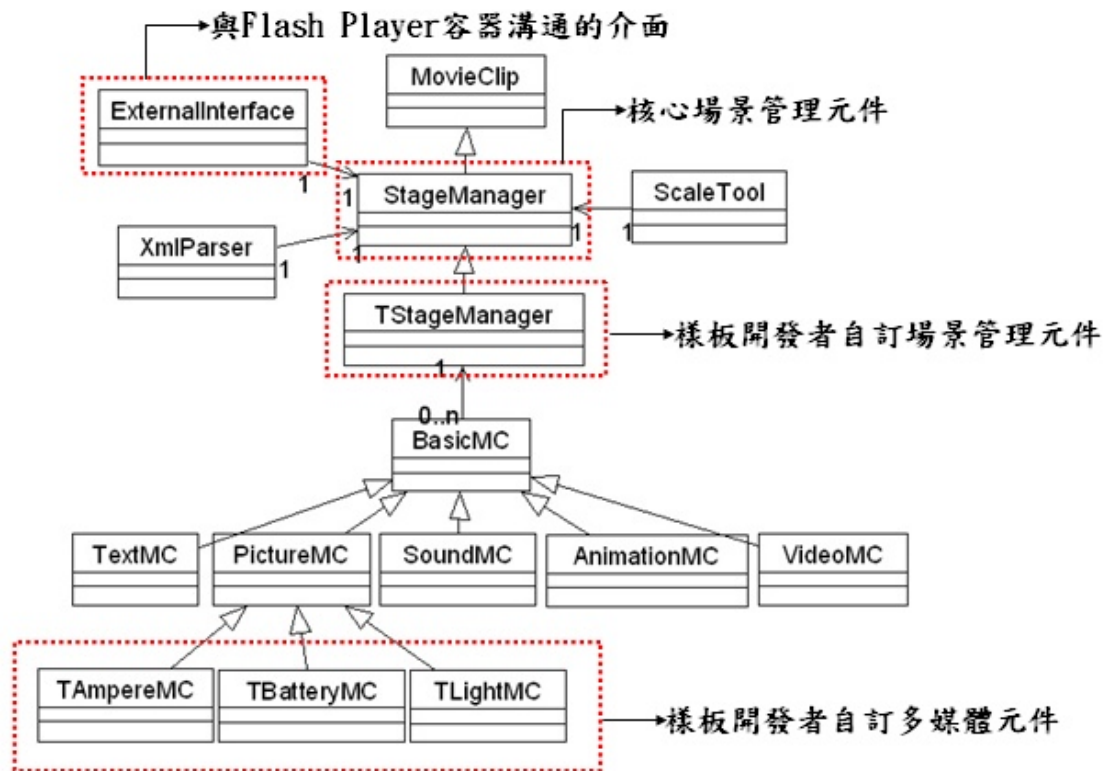 與Flash Player容器溝通的介面
MovieClip
ExternalInterface
核心場景管理元件
1
1
StageManager
ScaleTool
1
1
XmlParser
1
1
TStageManager
樣板開發者自訂場景管理元件
1
0..n
BasicMC
TextMC
PictureMC
SoundMC
AnimationMC
VideoMC
TAmpereMC
TBatteryMC
TLightMC
樣板開發者自訂多媒體元件